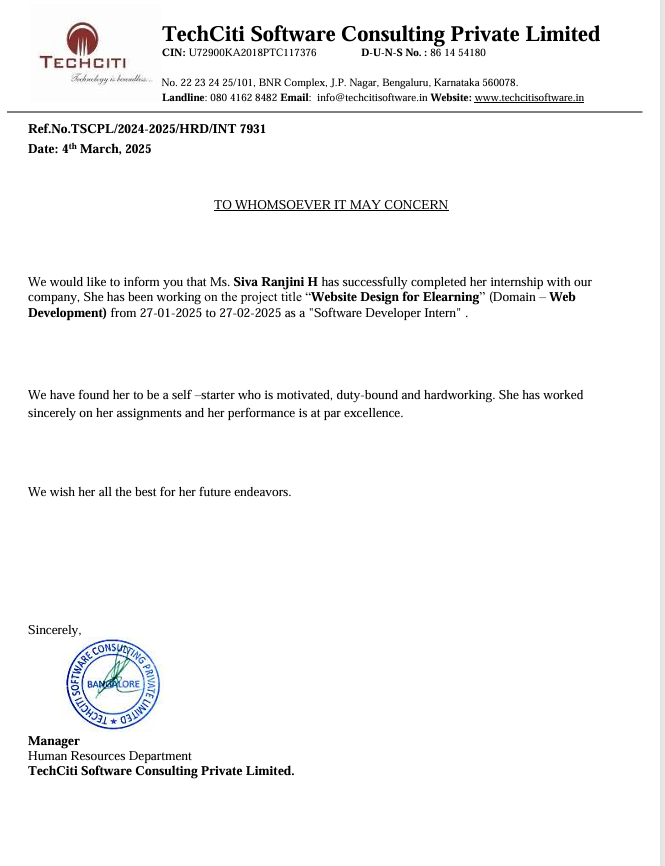 TECHCITI
Technology is boundless...
TechCiti Software Consulting Private Limited
CIN: U72900KA2018PTC117376 D-U-N-S No. : 86 14 54180
No. 22 23 24 25/101, BNR Complex, J.P. Nagar, Bengaluru, Karnataka 560078.
Landline: 080 4162 8482 Email: info@techcitisoftware.in Website: www.techcitisoftware.in
Ref.No.TSCPL/2024-2025/HRD/INT 7931
Date: 4th March, 2025
TO WHOMSOEVER IT MAY CONCERN
We would like to inform you that Ms. Siva Ranjini H has successfully completed her internship with our
company, She has been working on the project title “Website Design for Elearning” (Domain – Web
Development) from 27-01-2025 to 27-02-2025 as a "Software Developer Intern" .
We have found her to be a self –starter who is motivated, duty-bound and hardworking. She has worked
sincerely on her assignments and her performance is at par excellence.
We wish her all the best for her future endeavors.
Sincerely,
TECHCITI SOFTWARE CONSULTING PRIVATE LIMITED ★
BANGALORE
Manager
Human Resources Department
TechCiti Software Consulting Private Limited.